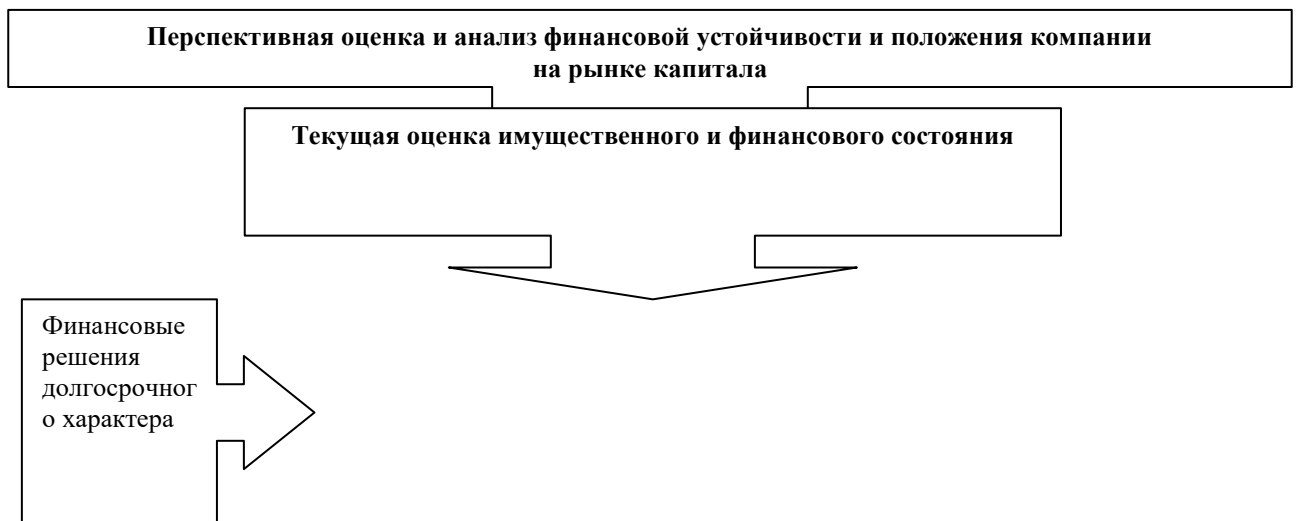 Перспективная оценка и анализ финансовой устойчивости и положения компании
на рынке капитала
Текущая оценка имущественного и финансового состояния
Финансовые
решения
долгосрочног
о характера